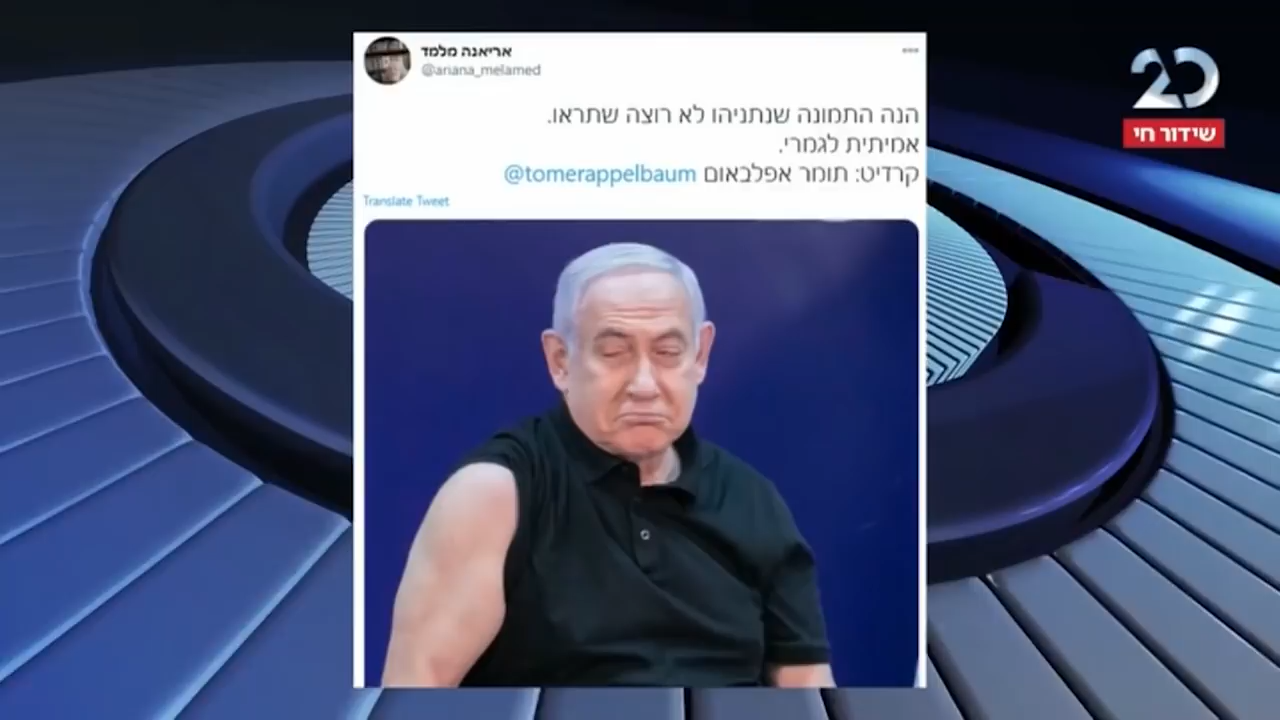 אריאנה מלמד
@ariana_melamed
20
שידור חי
הנה התמונה שנתניהו לא רוצה שתראו.
אמיתית לגמרי.
קרדיט: תומר אפלבאום @tomerappelbaum
Translate Tweet